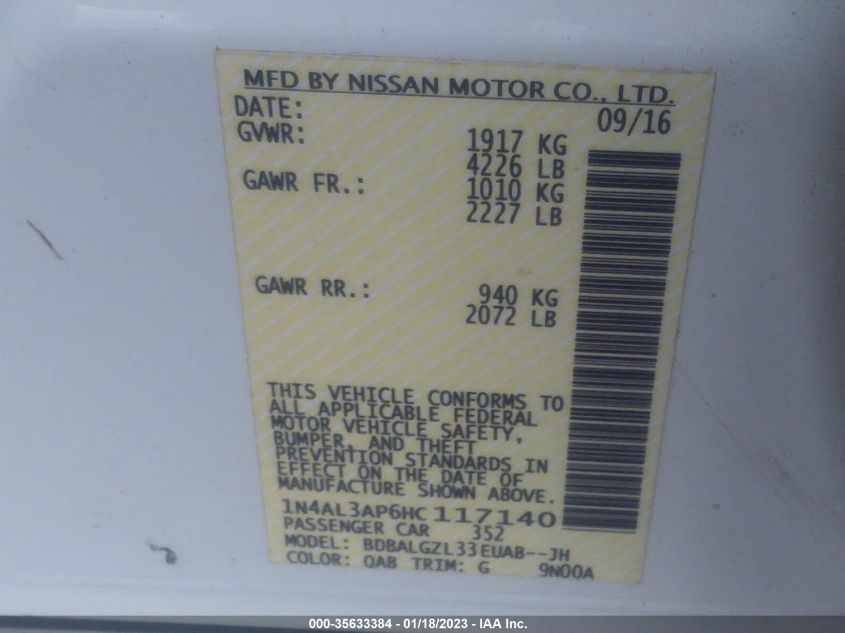 MFD BY NISSAN MOTOR CO., LTD.
DATE: 09/16
GVWR: 1917 KG
4226 LB
GAWR FR.: 1010 KG
2227 LB
GAWR RR.: 940 KG
2072 LB
THIS VEHICLE CONFORMS TO
ALL APPLICABLE FEDERAL
MOTOR VEHICLE SAFETY,
BUMPER, AND THEFT
PREVENTION STANDARDS IN
EFFECT ON THE DATE OF
MANUFACTURE SHOWN ABOVE.
1N4AL3AP6HC117140
PASSENGER CAR 352
MODEL: BDBALGZL33EUAB--JH
COLOR: QAB TRIM: G 9N00A
000-35633384 - 01/18/2023 - IAA Inc.